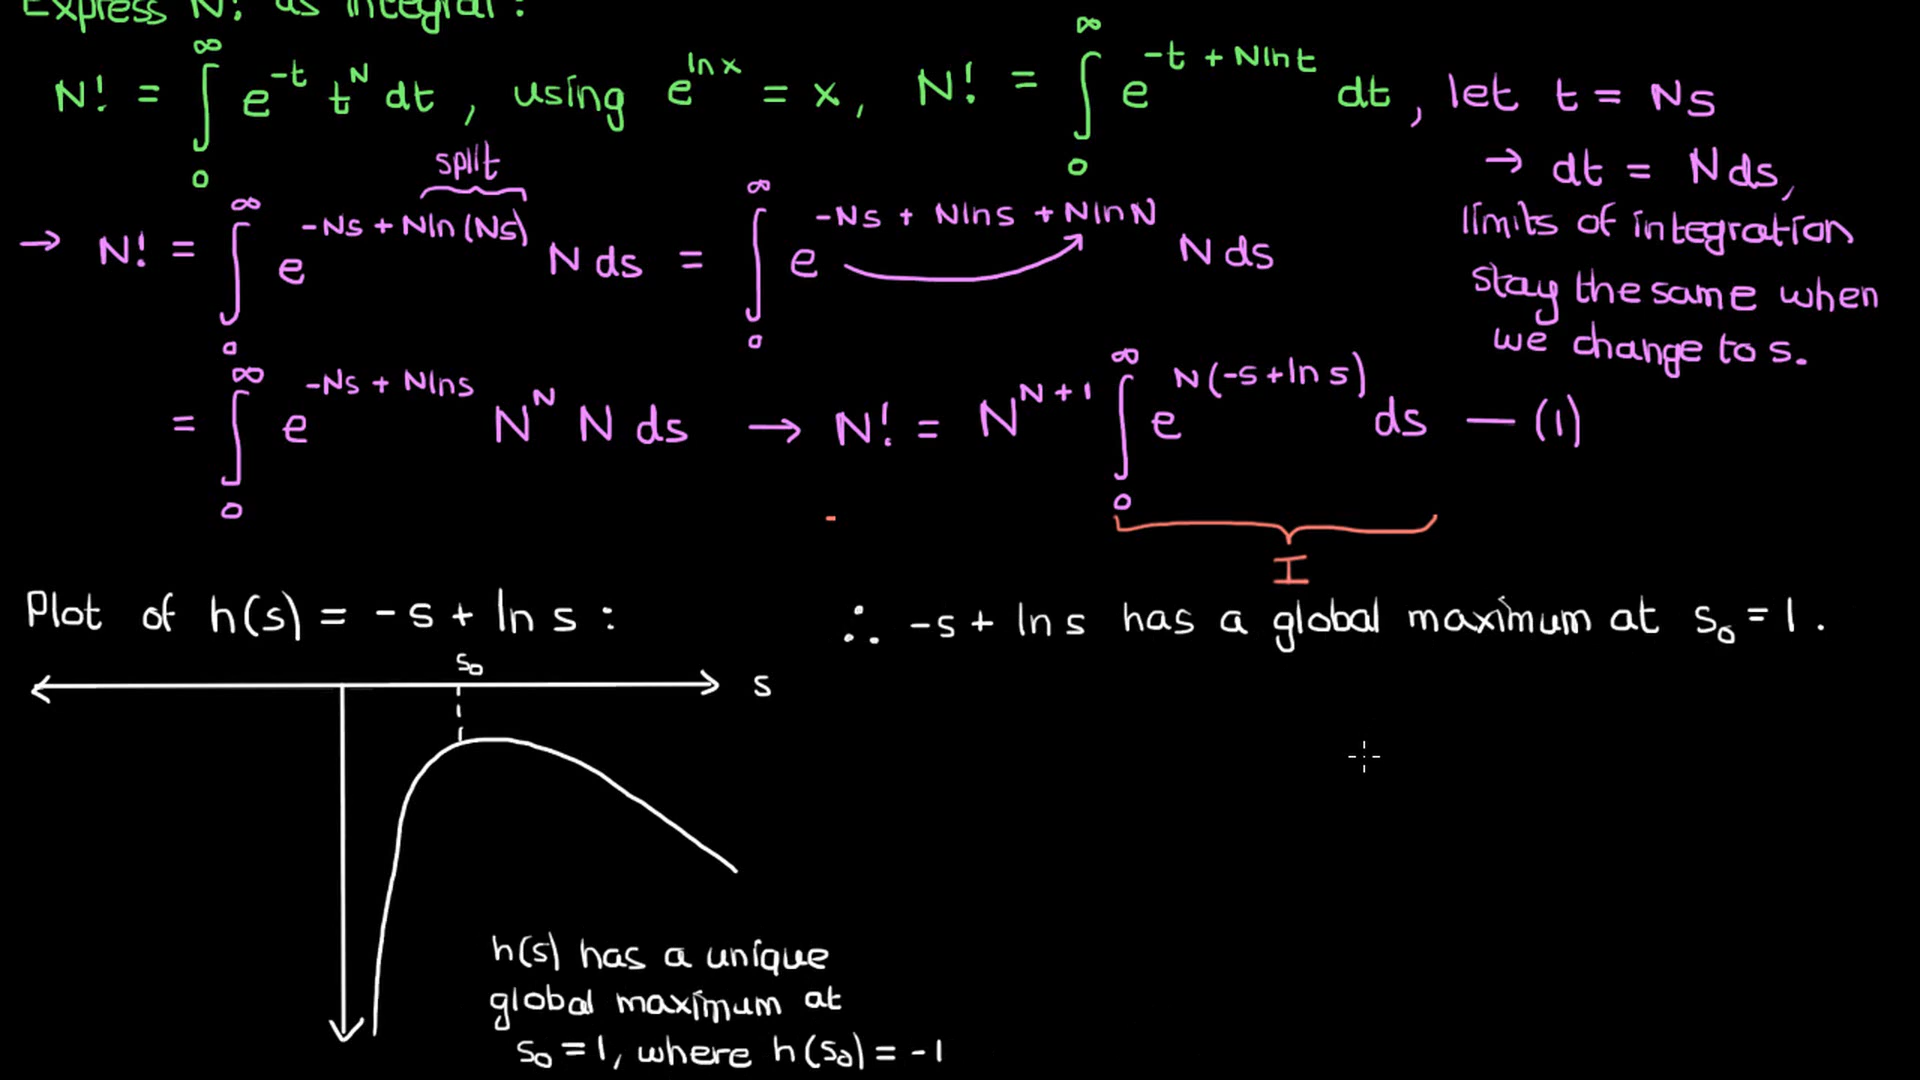 Express N! as integral:
N! = ∫₀^∞ e^{-t} t^N dt , using e^{ln x} = x, N! = ∫₀^∞ e^{-t + N ln t} dt , let t = Ns
→ dt = N ds,
limits of integration
stay the same when
we change to s.
split
→ N! = ∫₀^∞ e^{-Ns + N ln (Ns)} N ds = ∫₀^∞ e^{-Ns + N ln s + N ln N} N ds
= ∫₀^∞ e^{-Ns + N ln s} N^N N ds → N! = N^{N+1} ∫₀^∞ e^{N(-s + ln s)} ds — (1)
I
Plot of h(s) = -s + ln s :
∴ -s + ln s has a global maximum at s₀ = 1 .
s₀
s
h(s) has a unique
global maximum at
s₀ = 1, where h(s₀) = -1